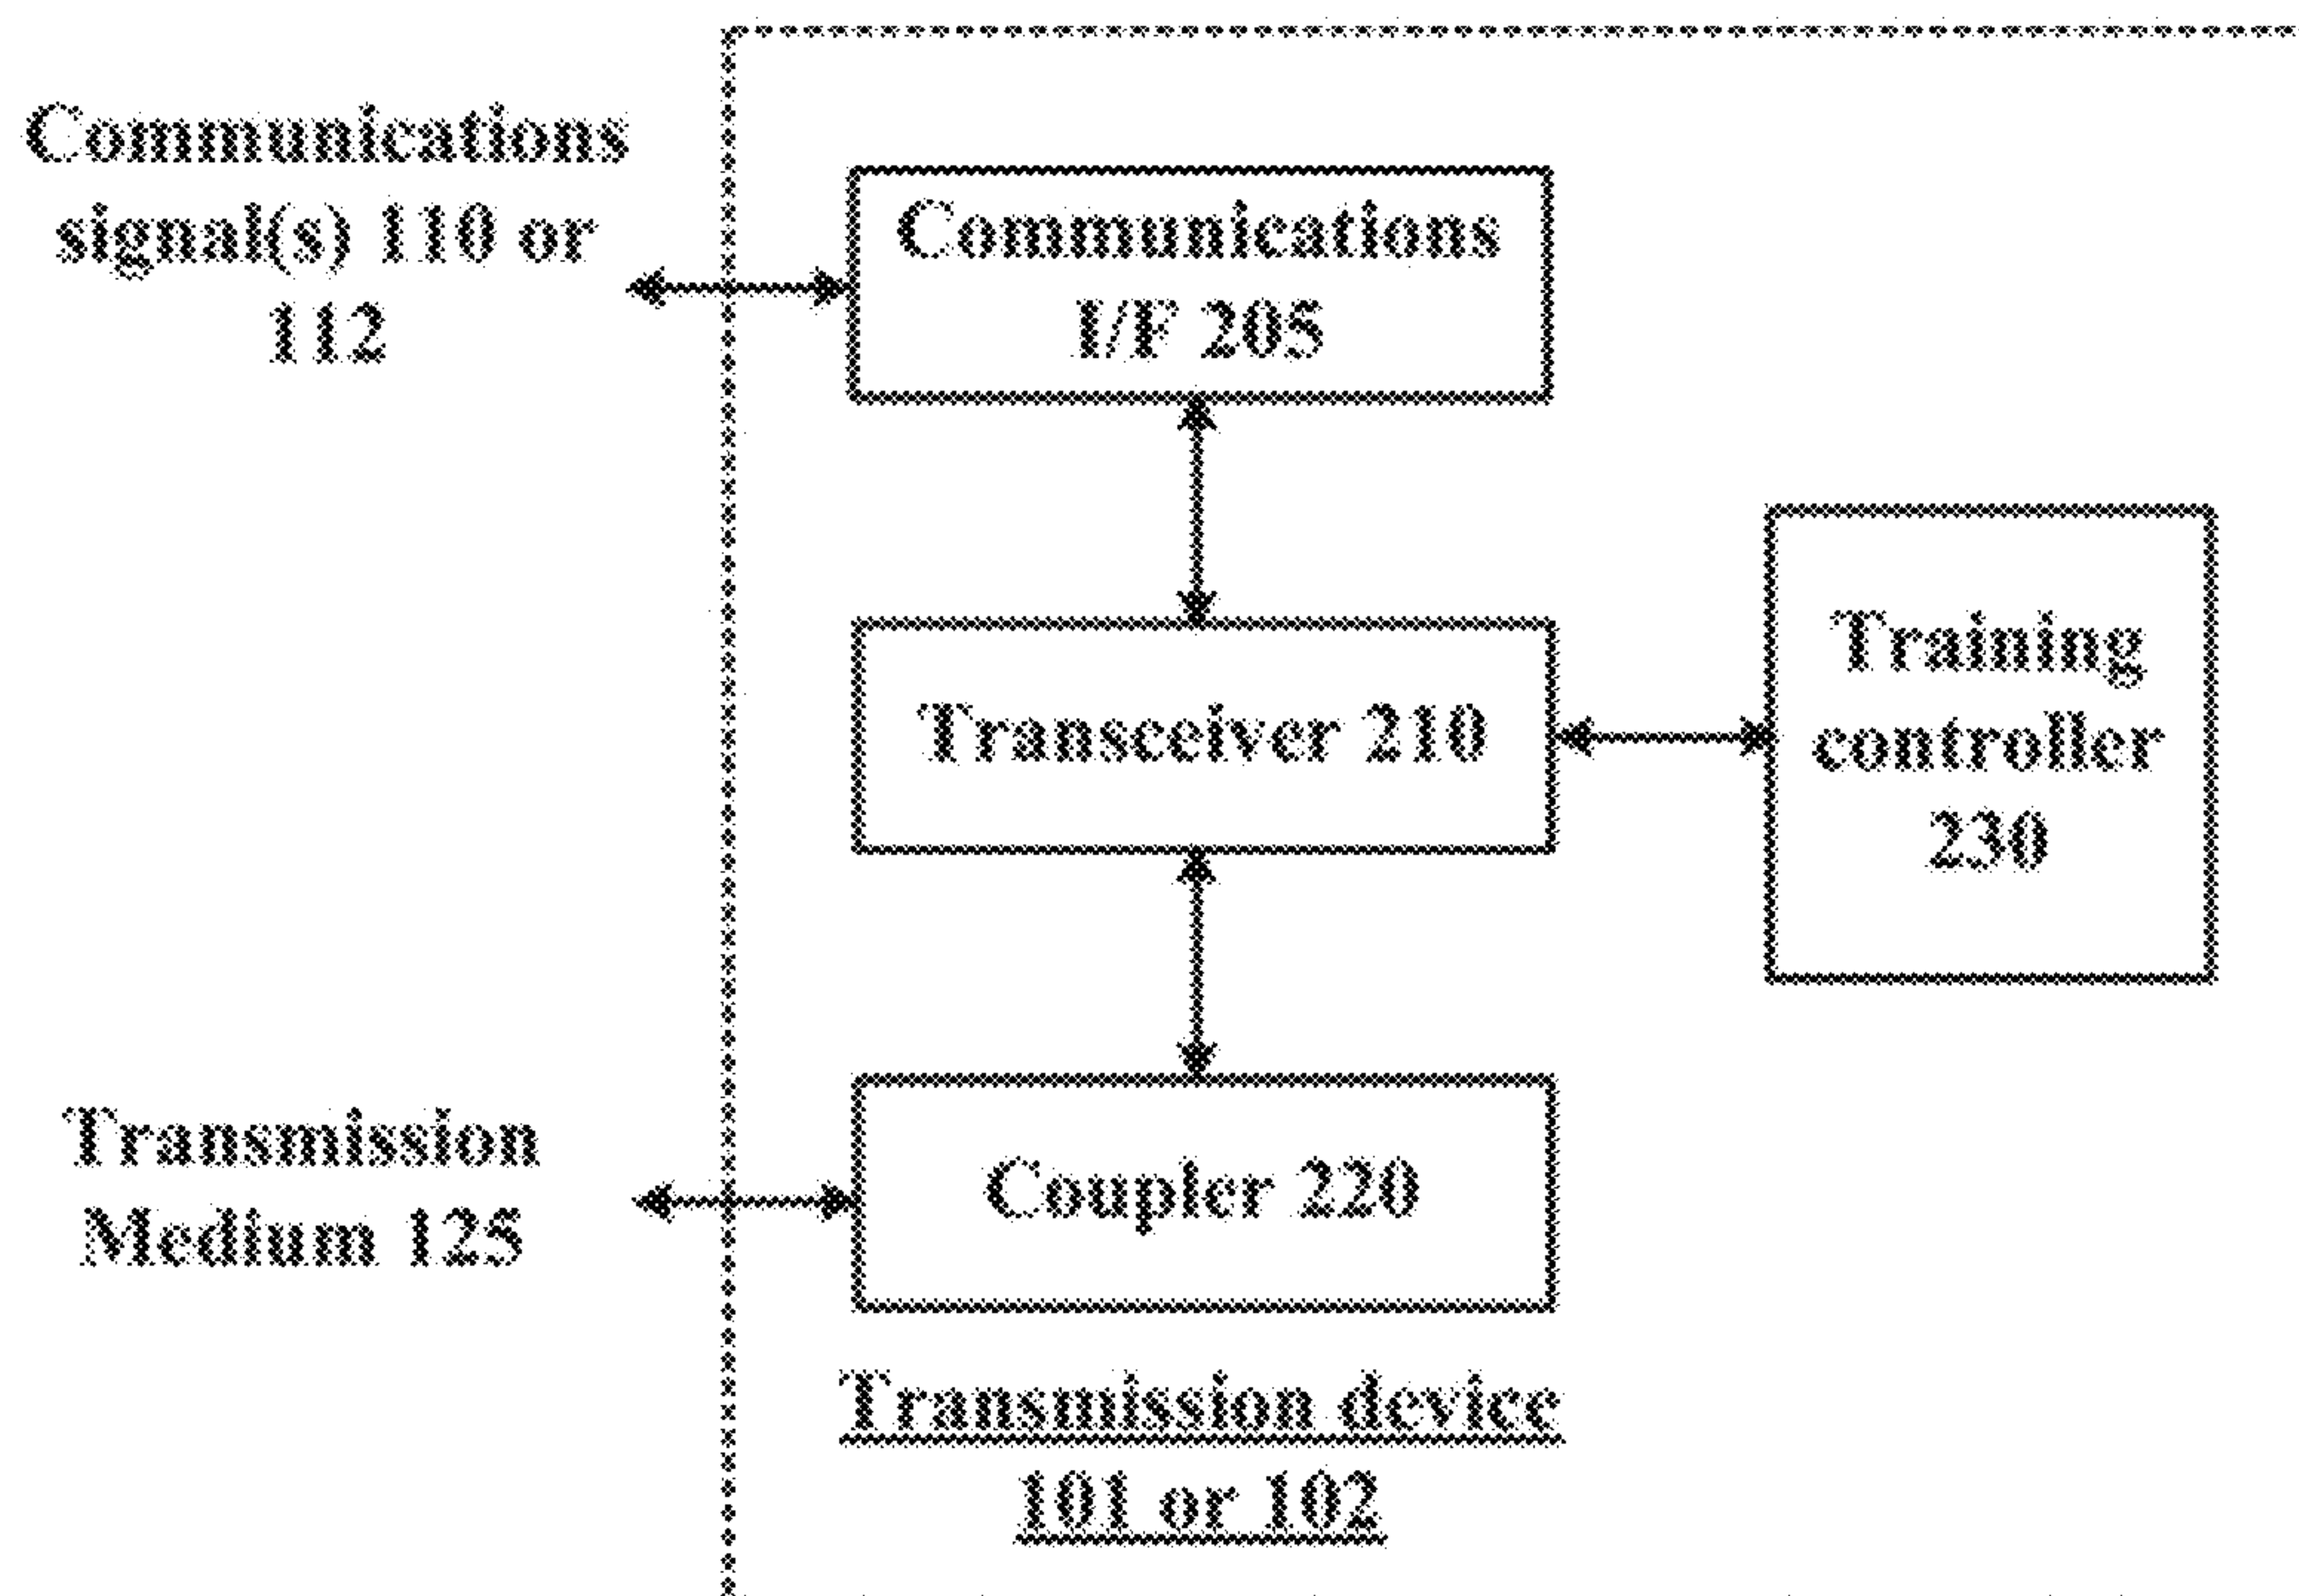 Communications
signal(s) 110 or
112
Communications
I/F 205
Transceiver 210
Training
controller
230
Coupler 220
Transmission
Medium 125
Transmission device
101 or 102